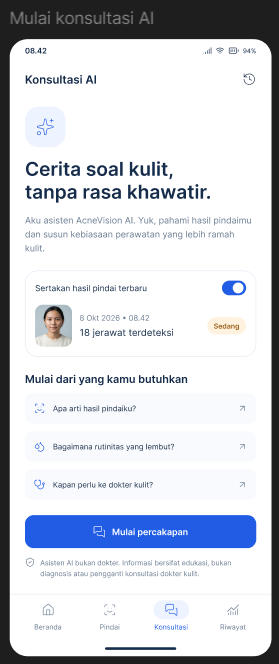 Mulai konsultasi AI
08.42
94%
Konsultasi AI
Cerita soal kulit,
tanpa rasa khawatir.
Aku asisten AcneVision AI. Yuk, pahami hasil pindaimu
dan susun kebiasaan perawatan yang lebih ramah
kulit.
Sertakan hasil pindai terbaru
8 Okt 2026 • 08.42
18 jerawat terdeteksi
Sedang
Mulai dari yang kamu butuhkan
Apa arti hasil pindaiku?
Bagaimana rutinitas yang lembut?
Kapan perlu ke dokter kulit?
Mulai percakapan
Asisten AI bukan dokter. Informasi bersifat edukasi, bukan
diagnosis atau pengganti konsultasi dokter kulit.
Beranda
Pindai
Konsultasi
Riwayat